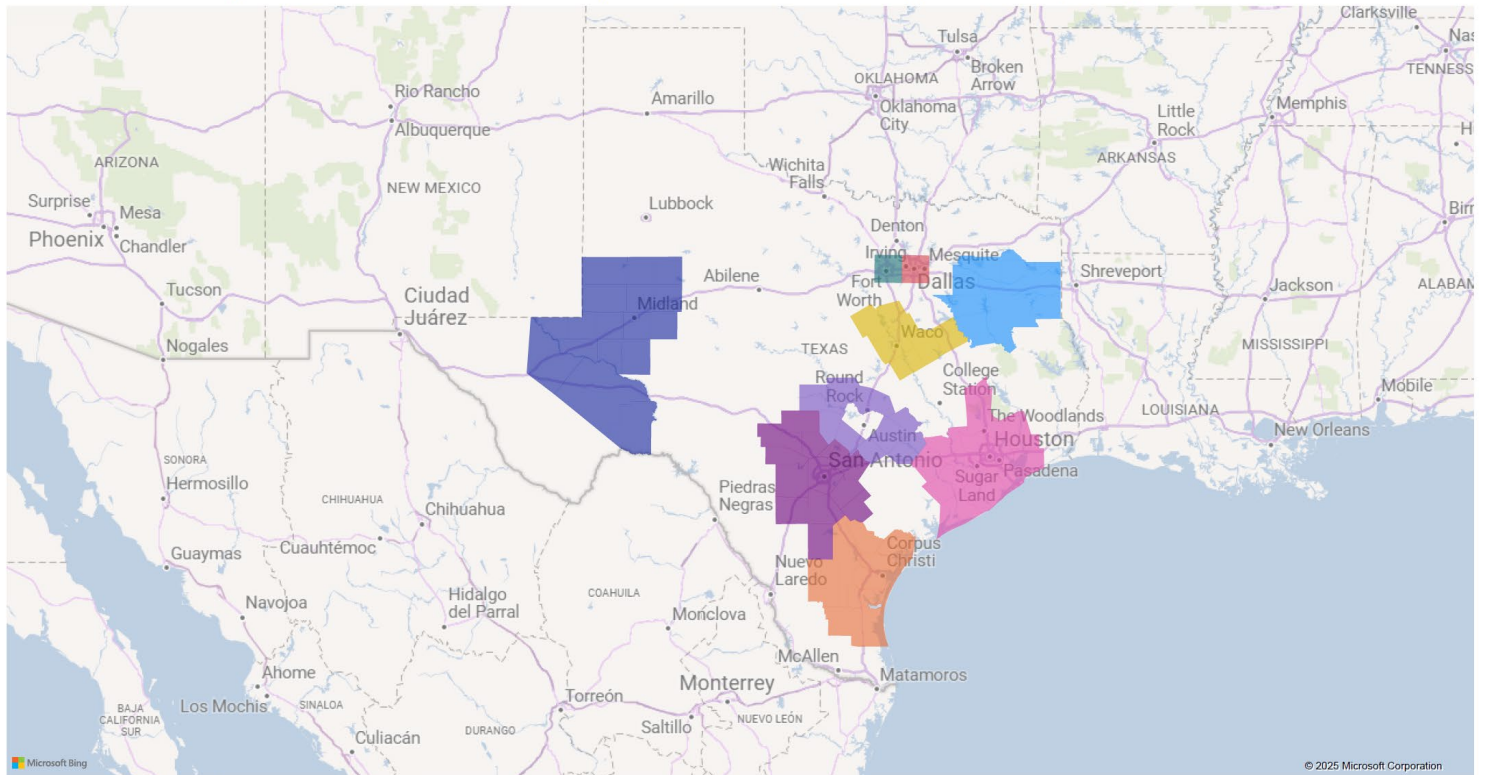 Clarksville
Nas
TENNESS
Tulsa
Broken
Arrow
OKLAHOMA
Oklahoma
City
Rio Rancho
Albuquerque
Amarillo
Little
Rock
Memphis
H
ARKANSAS
ARIZONA
NEW MEXICO
Wichita
Falls
Surprise
Mesa
Phoenix
Chandler
Lubbock
Birr
Denton
Irving
Mesquite
Dallas
Fort
Worth
Shreveport
Abilene
Tucson
Ciudad
Juárez
Midland
Jackson
ALABAM
Nogales
Waco
TEXAS
MISSISSIPPI
College
Station
Round
Rock
Mobile
LOUISIANA
The Woodlands
Houston
New Orleans
Austin
San Antonio
Pasadena
Sugar
Land
SONORA
Hermosillo
CHIHUAHUA
Chihuahua
Piedras
Negras
Guaymas
Cuauhtémoc
Corpus
Christi
Nuevo
Laredo
COAHUILA
Navojoa
Hidalgo
del Parral
Monclova
McAllen
Matamoros
Ahome
Los Mochis
SINALOA
Torreón
Monterrey
Saltillo
NUEVO LEÓN
BAJA
CALIFORNIA
SUR
DURANGO
Culiacán
Microsoft Bing
© 2025 Microsoft Corporation